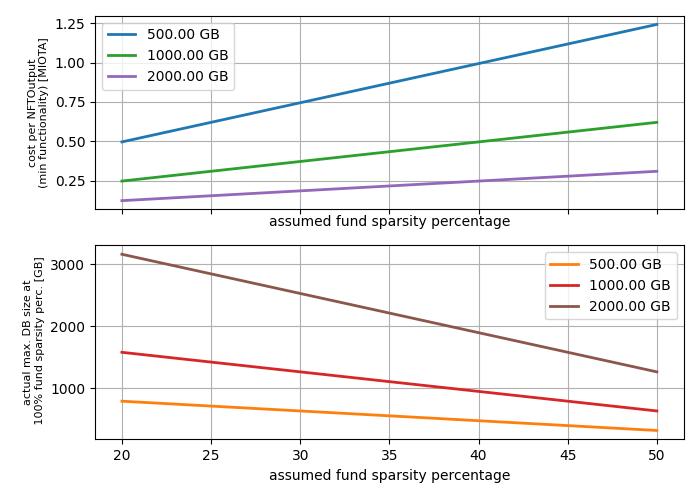 1.25
1.00
0.75
0.50
0.25
cost per NFTOutput
(min functionality) [MIOTA]
500.00 GB
1000.00 GB
2000.00 GB
assumed fund sparsity percentage
3000
2000
1000
actual max. DB size at
100% fund sparsity perc. [GB]
500.00 GB
1000.00 GB
2000.00 GB
20 25 30 35 40 45 50
assumed fund sparsity percentage